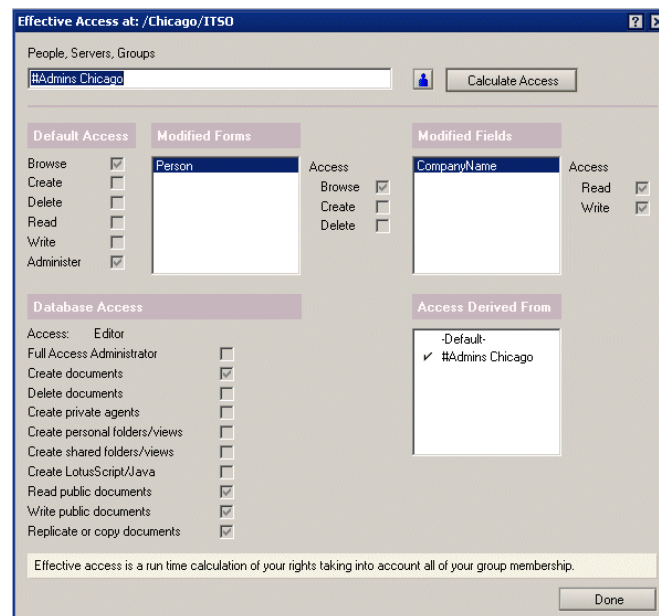 Effective Access at: /Chicago/ITSO
People, Servers, Groups
#Admins Chicago
Calculate Access
Default Access
Browse
Create
Delete
Read
Write
Administer
Modified Forms
Person
Access
Browse
Create
Delete
Modified Fields
CompanyName
Access
Read
Write
Database Access
Access: Editor
Full Access Administrator
Create documents
Delete documents
Create private agents
Create personal folders/views
Create shared folders/views
Create LotusScript/Java
Read public documents
Write public documents
Replicate or copy documents
Access Derived From
-Default-
#Admins Chicago
Effective access is a run time calculation of your rights taking into account all of your group membership.
Done